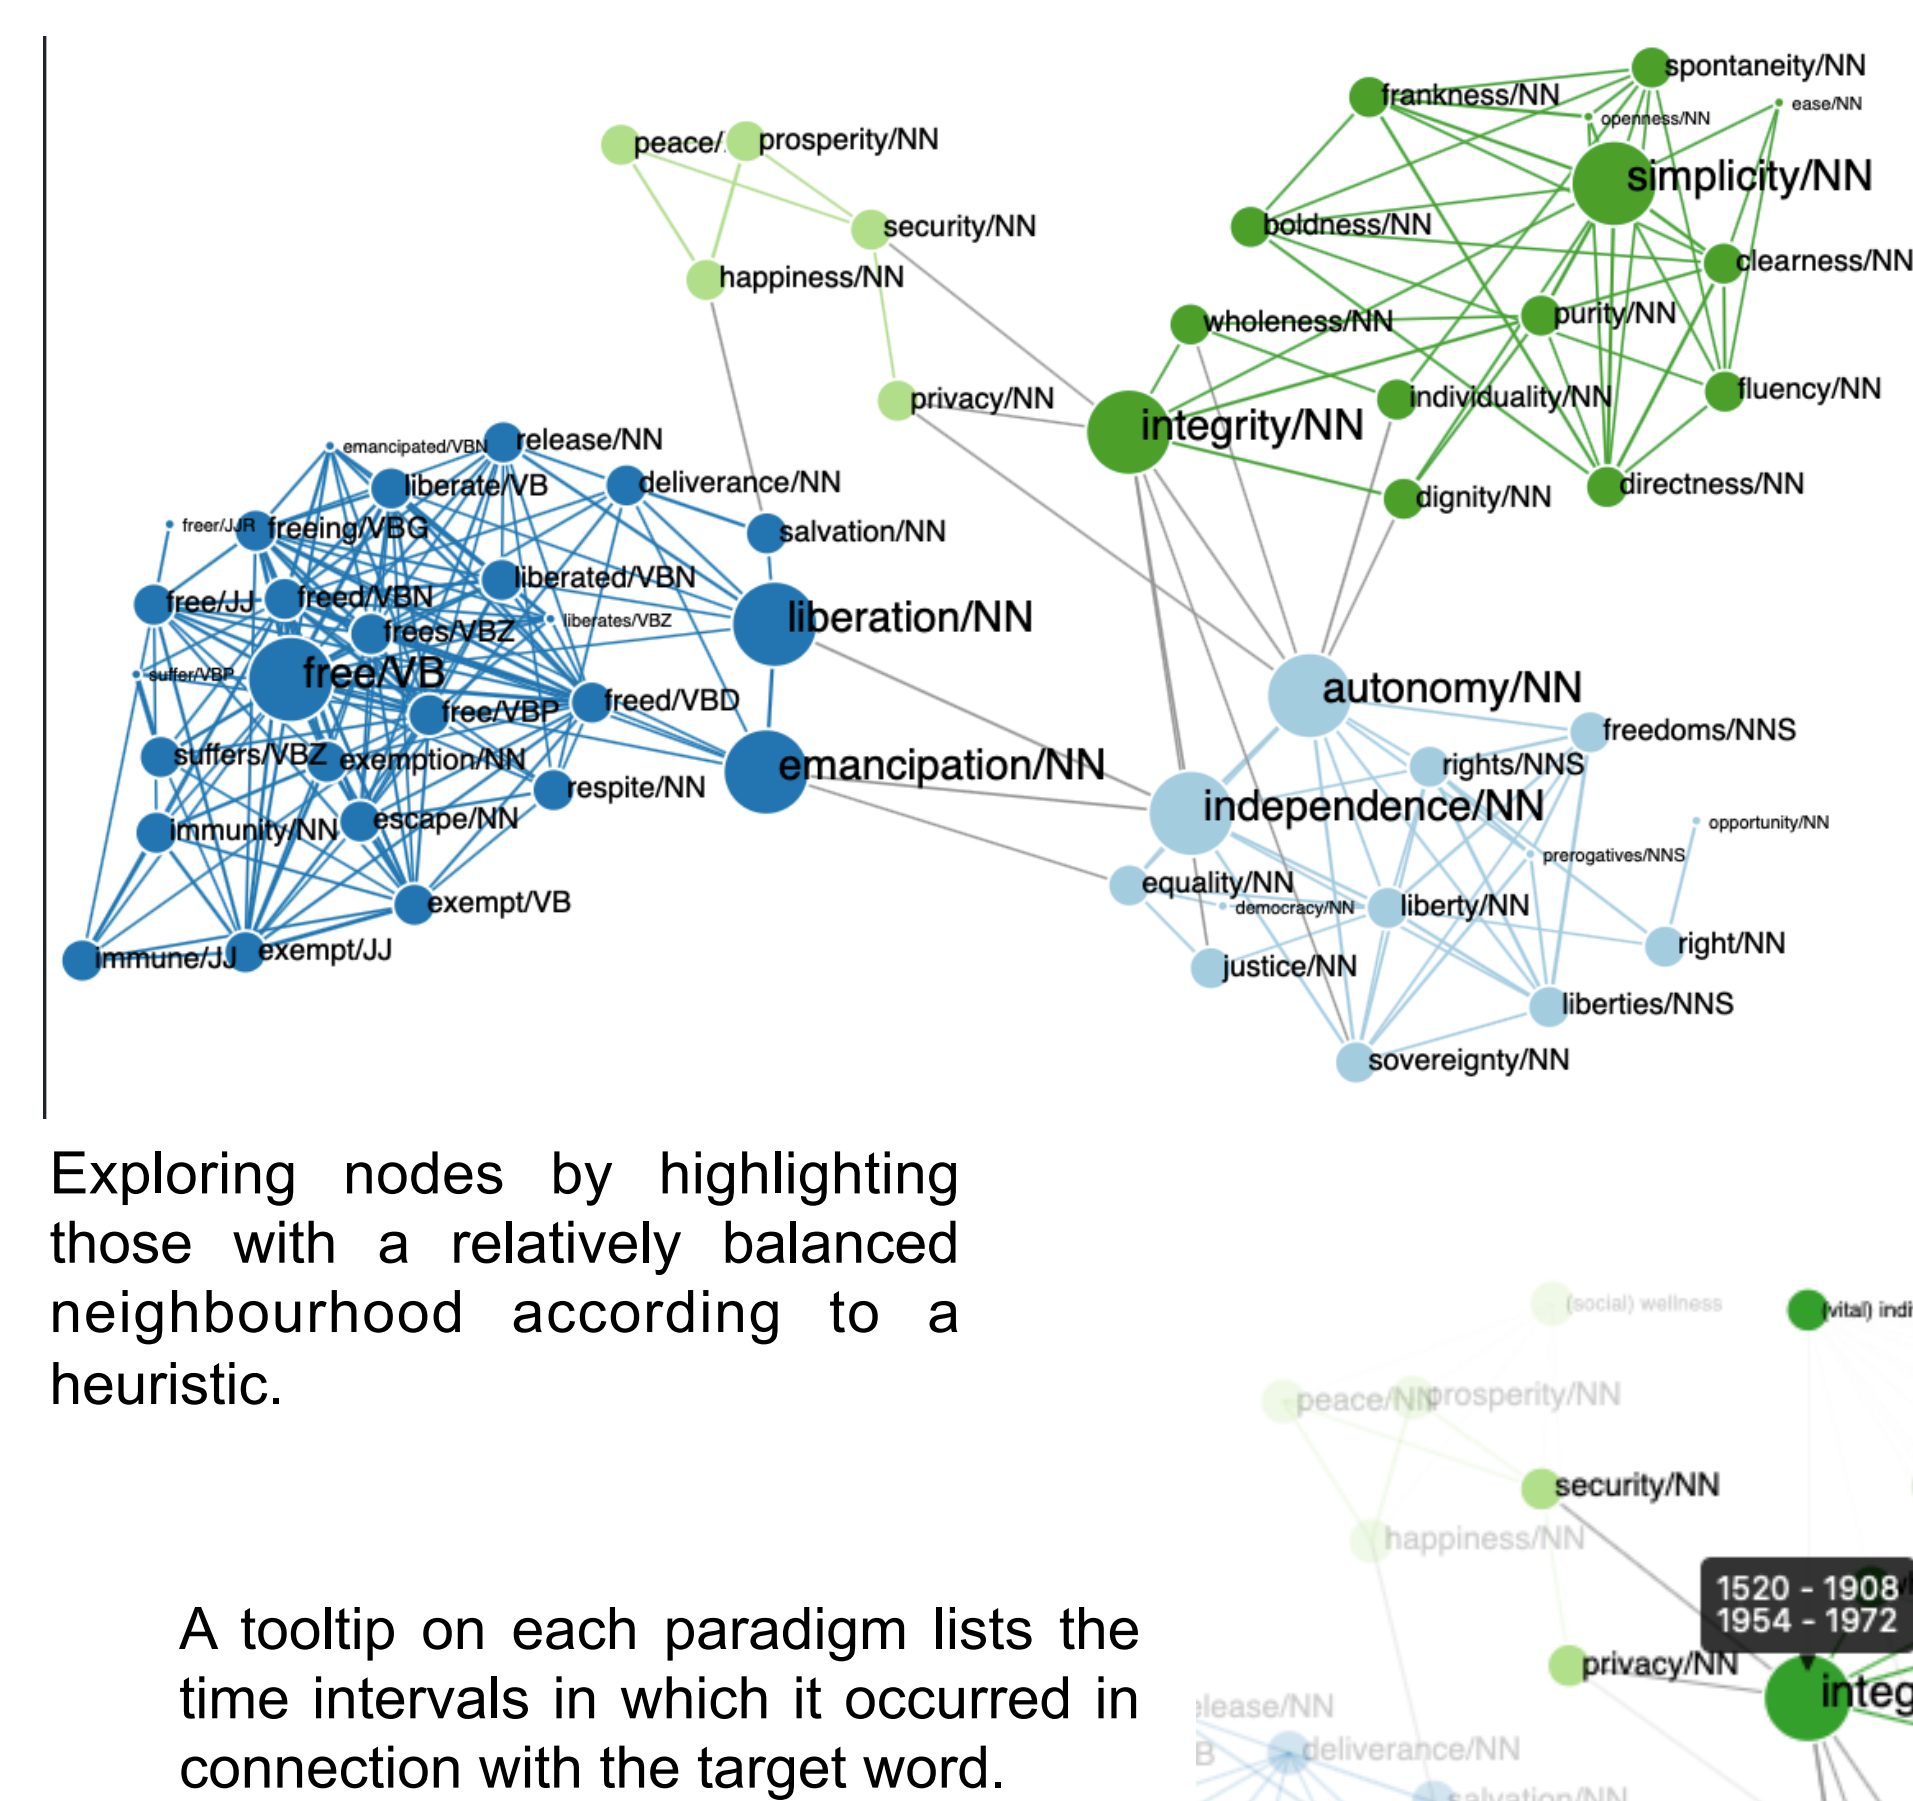 spontaneity/NN
frankness/NN
ease/NN
openness/NN
peace/
prosperity/NN
simplicity/NN
security/NN
boldness/NN
clearness/NN
happiness/NN
wholeness/NN
purity/NN
privacy/NN
individuality/NN
fluency/NN
integrity/NN
emancipated/VBN
release/NN
liberate/VB
deliverance/NN
dignity/NN
directness/NN
freer/JJR
freeing/VBG
salvation/NN
liberated/VBN
free/JJ
freed/VBN
liberates/VBZ
liberation/NN
frees/VBZ
suffer/VBP
free/VB
autonomy/NN
freed/VBD
free/VBP
freedoms/NNS
suffers/VBZ
exemption/NN
emancipation/NN
rights/NNS
respite/NN
independence/NN
immunity/NN
escape/NN
opportunity/NN
prerogatives/NNS
equality/NN
exempt/VB
democracy/NN
liberty/NN
immune/JJ
exempt/JJ
justice/NN
right/NN
liberties/NNS
sovereignty/NN
Exploring nodes by highlighting
those with a relatively balanced
neighbourhood according to a
heuristic.
(social) wellness
(vital) indi
peace/NN
prosperity/NN
security/NN
happiness/NN
1520 - 1908
1954 - 1972
privacy/NN
integ
A tooltip on each paradigm lists the
time intervals in which it occurred in
connection with the target word.
elease/NN
B
deliverance/NN
salvation/NN